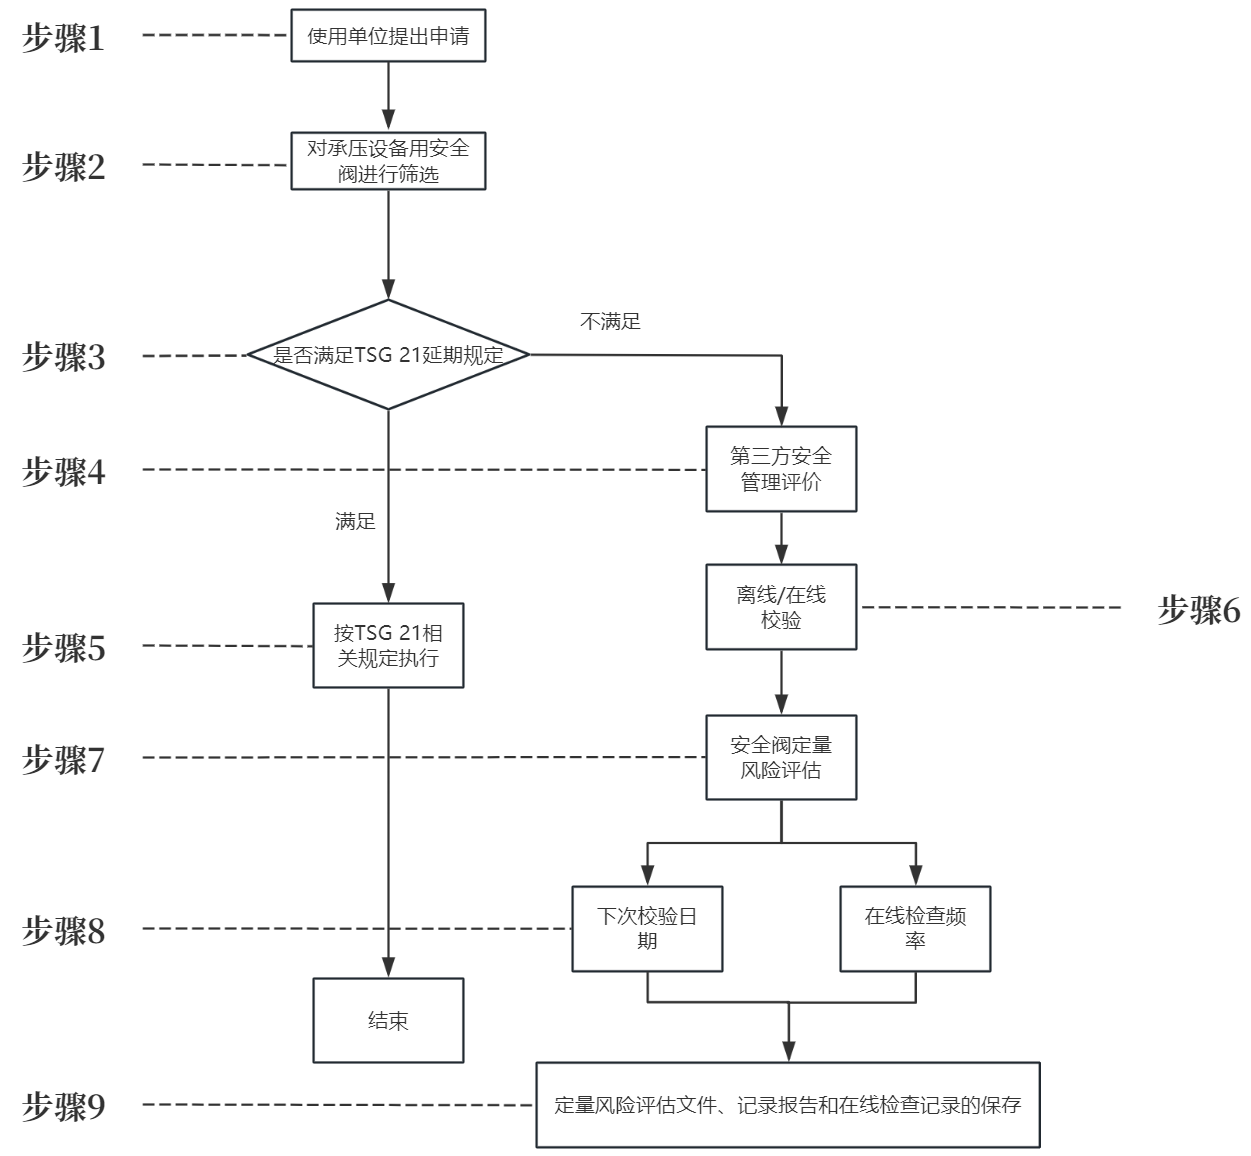 步骤1
使用单位提出申请
步骤2
对承压设备用安全
阀进行筛选
不满足
步骤3
是否满足TSG 21延期规定
步骤4
第三方安全
管理评价
满足
离线/在线
校验
步骤6
步骤5
按TSG 21相
关规定执行
步骤7
安全阀定量
风险评估
步骤8
下次校验日
期
在线检查频
率
结束
步骤9
定量风险评估文件、记录报告和在线检查记录的保存